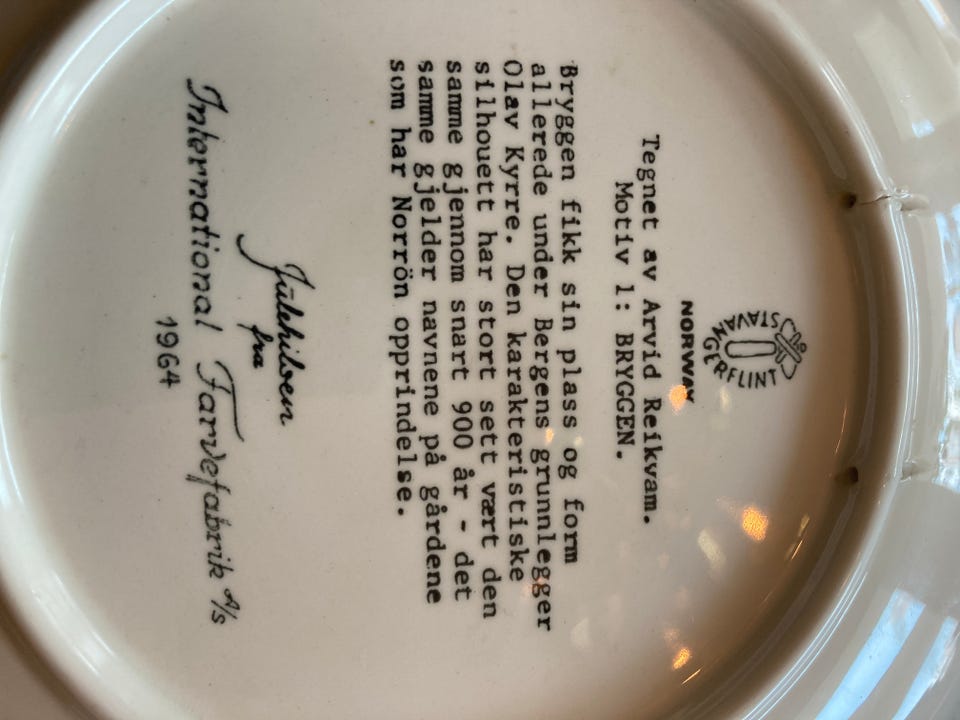 STAVANGERFLINT
NORWAY
Tegnet av Arvid Reikvam.
Motiv 1: BRYGGEN.
Bryggen fikk sin plass og form
allerede under Bergens grunnlegger
Olav Kyrre. Den karakteristiske
silhouett har stort sett vært den
samme gjennom snart 900 år - det
samme gjelder navnene på gårdene
som har Norrön opprindelse.
Julehilsen
fra
International Farvefabrik A/S
1964